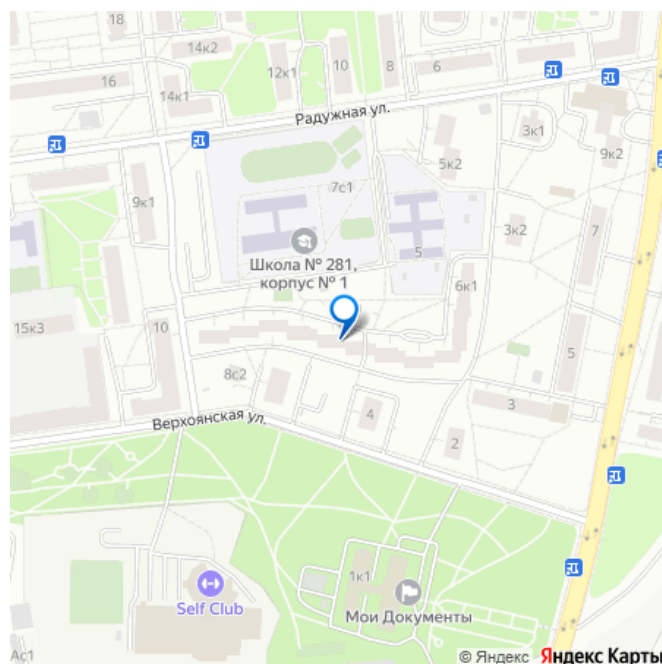 18
14к2
16
14к1
12к1
10
8
6
Радужная ул.
3к1
9к2
5к2
7с1
9к1
3к2
7
5
Школа № 281,
корпус № 1
6к1
15к3
10
8с2
5
4
3
2
Верхоянская ул.
1к1
Self Club
Мои Документы
Ас1
© Яндекс Яндекс Карты